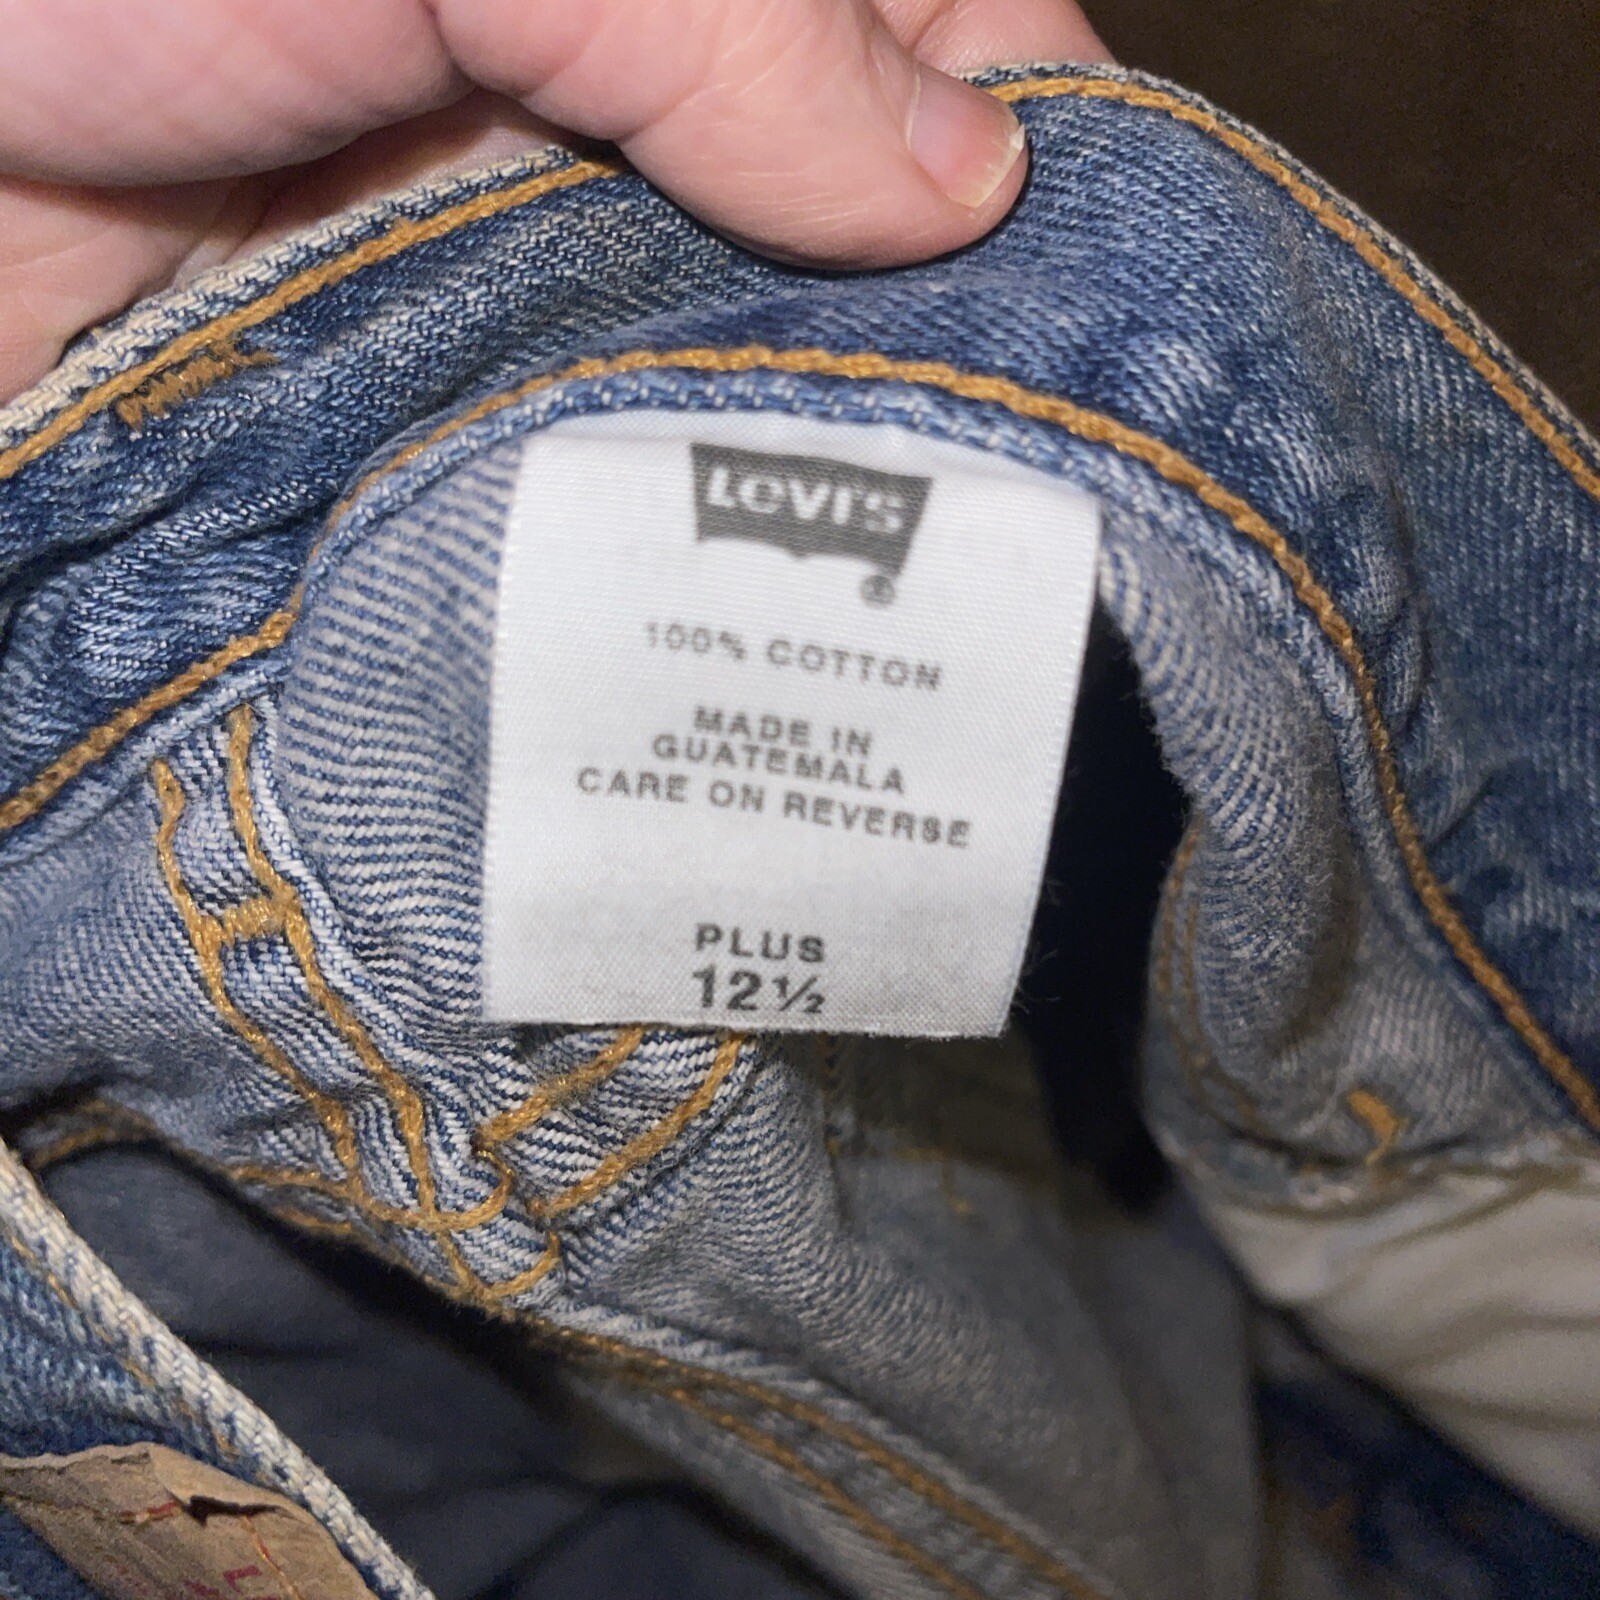 Levi's
®
100% COTTON
MADE IN
GUATEMALA
CARE ON REVERSE
PLUS
12½